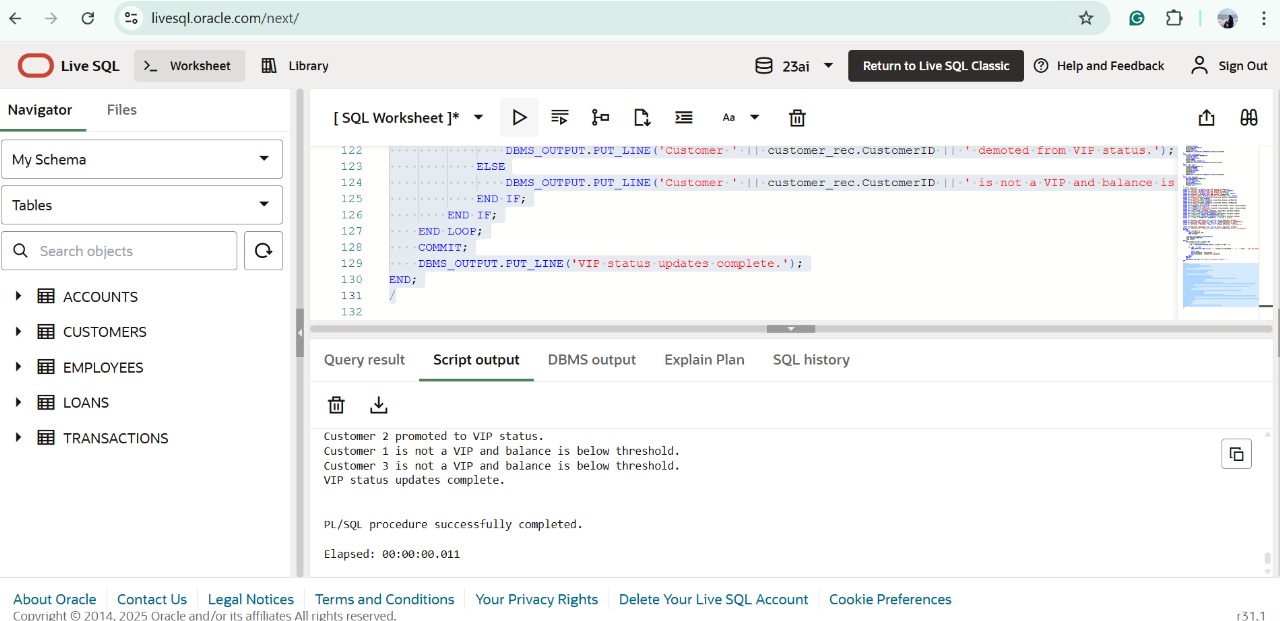 livesql.oracle.com/next/
Live SQL
Worksheet
Library
23ai
Return to Live SQL Classic
Help and Feedback
Sign Out
Navigator
Files
My Schema
Tables
Search objects
ACCOUNTS
CUSTOMERS
EMPLOYEES
LOANS
TRANSACTIONS
[ SQL Worksheet ]*
Aa
122 DBMS_OUTPUT.PUT_LINE('Customer ' || customer_rec.CustomerID || ' demoted from VIP status.');
123 ELSE
124 DBMS_OUTPUT.PUT_LINE('Customer ' || customer_rec.CustomerID || ' is not a VIP and balance is
125 END IF;
126 END IF;
127 END LOOP;
128 COMMIT;
129 DBMS_OUTPUT.PUT_LINE('VIP status updates complete.');
130 END;
131 /
132
Query result
Script output
DBMS output
Explain Plan
SQL history
Customer 2 promoted to VIP status.
Customer 1 is not a VIP and balance is below threshold.
Customer 3 is not a VIP and balance is below threshold.
VIP status updates complete.
PL/SQL procedure successfully completed.
Elapsed: 00:00:00.011
About Oracle
Contact Us
Legal Notices
Terms and Conditions
Your Privacy Rights
Delete Your Live SQL Account
Cookie Preferences
Copyright © 2014, 2025 Oracle and/or its affiliates All rights reserved.
r31.1